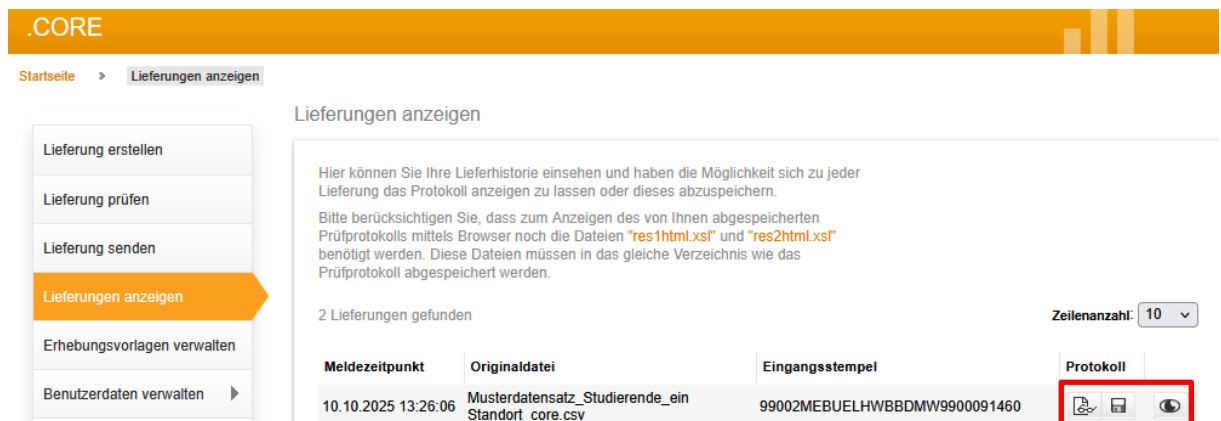 .CORE
Startseite > Lieferungen anzeigen
Lieferungen anzeigen
Lieferung erstellen
Lieferung prüfen
Lieferung senden
Lieferungen anzeigen
Erhebungsvorlagen verwalten
Benutzerdaten verwalten
Hier können Sie Ihre Lieferhistorie einsehen und haben die Möglichkeit sich zu jeder
Lieferung das Protokoll anzeigen zu lassen oder dieses abzuspeichern.
Bitte berücksichtigen Sie, dass zum Anzeigen des von Ihnen abgespeicherten
Prüfprotokolls mittels Browser noch die Dateien "res1html.xsl" und "res2html.xsl"
benötigt werden. Diese Dateien müssen in das gleiche Verzeichnis wie das
Prüfprotokoll abgespeichert werden.
2 Lieferungen gefunden
Zeilenanzahl: 10
Meldezeitpunkt Originaldatei Eingangsstempel Protokoll
10.10.2025 13:26:06 Musterdatensatz_Studierende_ein 99002MEBUELHWBBDMW9900091460
Standort_core.csv